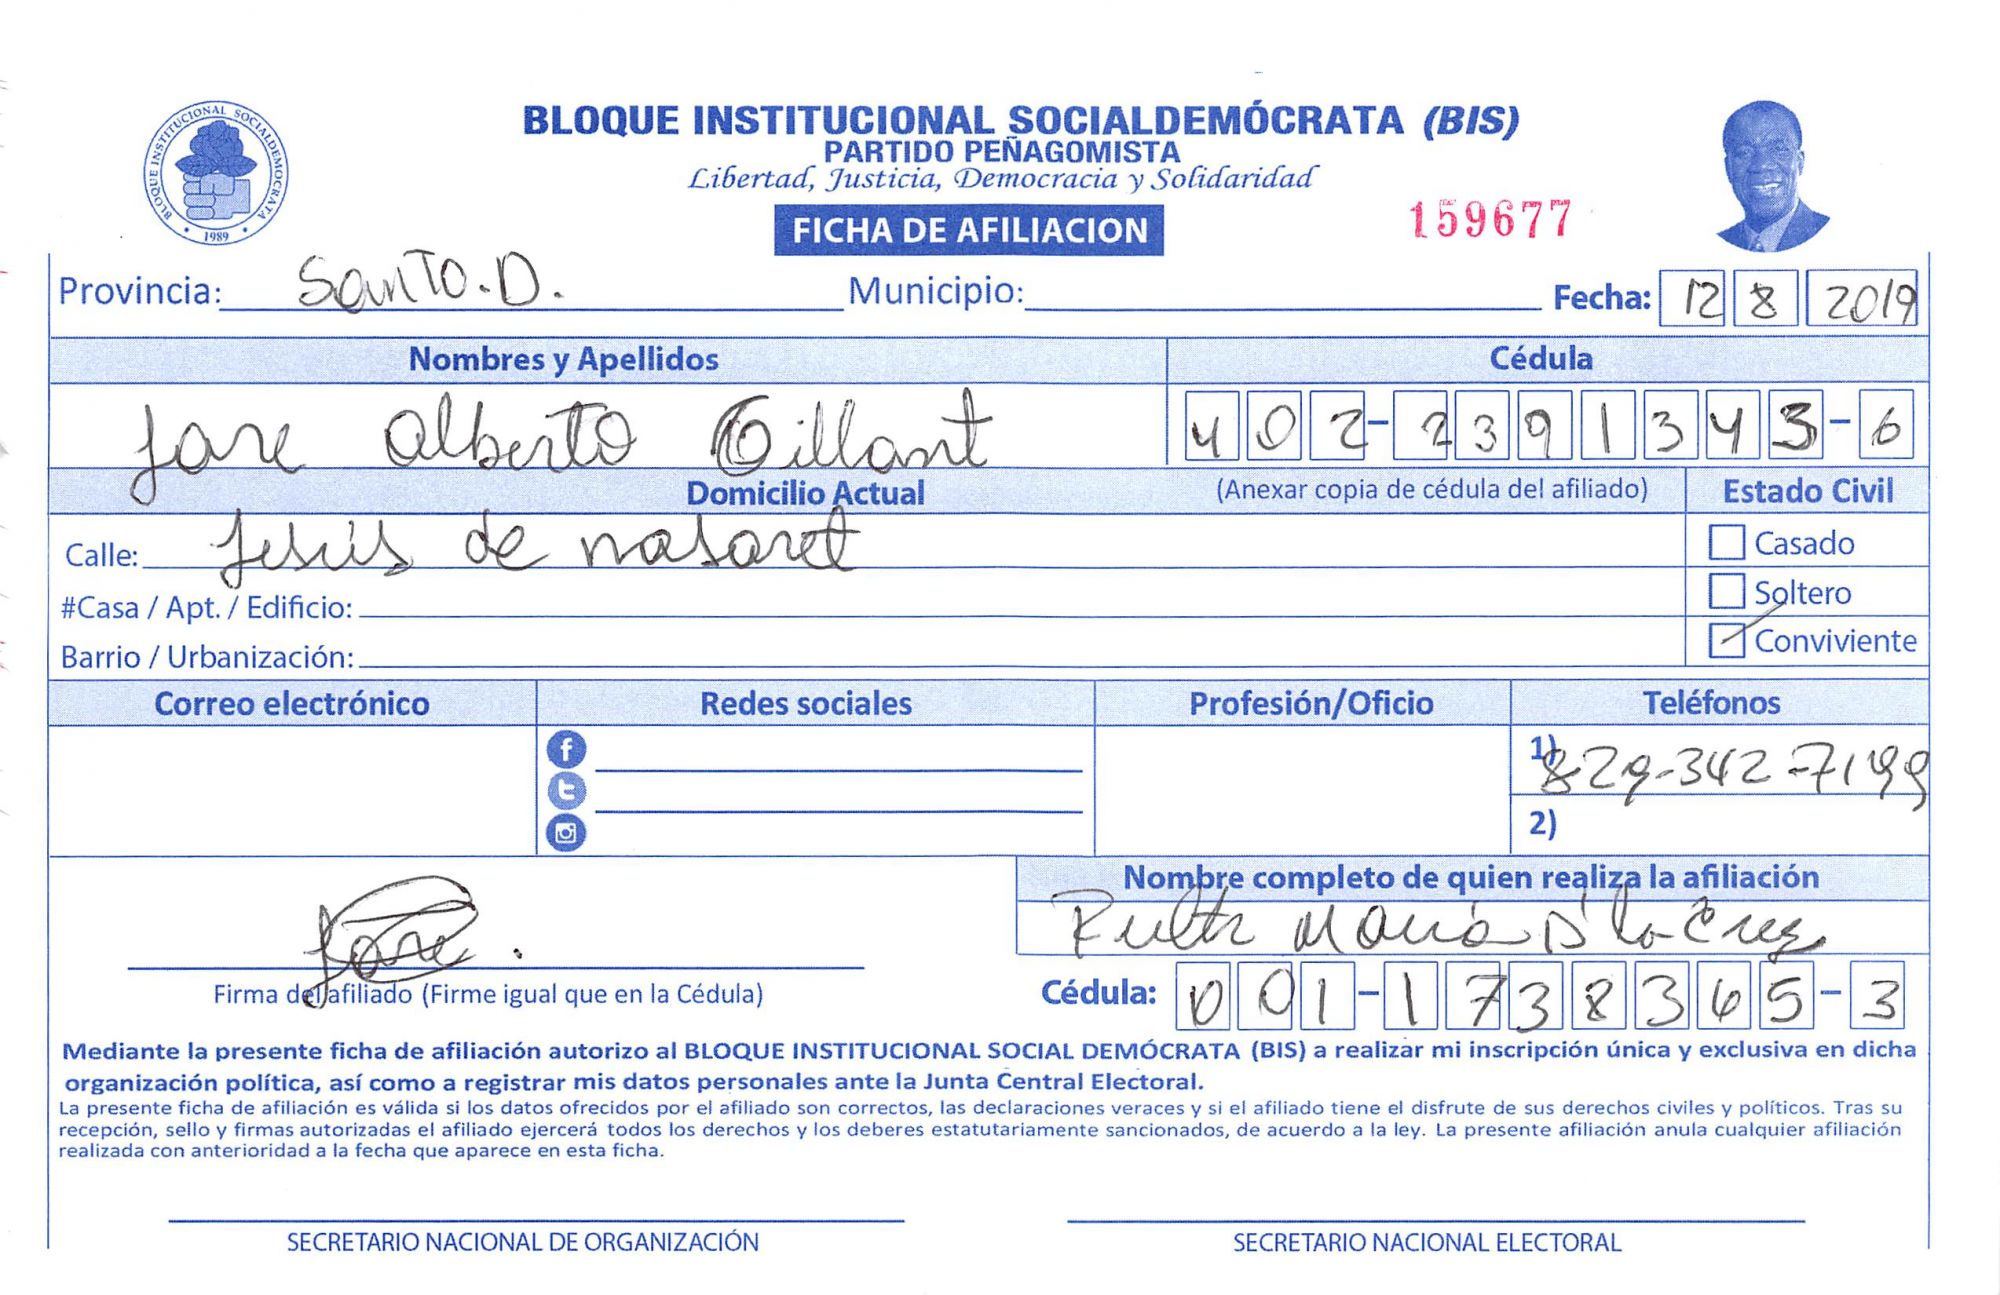 BLOQUE INSTITUCIONAL SOCIALDEMÓCRATA (BIS)
PARTIDO PEÑAGOMISTA
Libertad, Justicia, Democracia y Solidaridad
BLOQUE INSTITUCIONAL SOCIALDEMOCRATA
1989
FICHA DE AFILIACION
159677
Provincia: Santo.D. Municipio: Fecha: 12 8 2019
Nombres y Apellidos Cédula
Jose Alberto Gillant 402-2391343-6
Domicilio Actual (Anexar copia de cédula del afiliado) Estado Civil
Calle: Jesús de nasaret Casado
#Casa / Apt. / Edificio: Soltero
Barrio / Urbanización: Conviviente
Correo electrónico Redes sociales Profesión/Oficio Teléfonos
1) 829-342-7199
2)
Nombre completo de quien realiza la afiliación
Ruth Maria D' la Cruz
Jose
Firma del afiliado (Firme igual que en la Cédula) Cédula: 001-1738365-3
Mediante la presente ficha de afiliación autorizo al BLOQUE INSTITUCIONAL SOCIAL DEMÓCRATA (BIS) a realizar mi inscripción única y exclusiva en dicha
organización política, así como a registrar mis datos personales ante la Junta Central Electoral.
La presente ficha de afiliación es válida si los datos ofrecidos por el afiliado son correctos, las declaraciones veraces y si el afiliado tiene el disfrute de sus derechos civiles y políticos. Tras su
recepción, sello y firmas autorizadas el afiliado ejercerá todos los derechos y los deberes estatutariamente sancionados, de acuerdo a la ley. La presente afiliación anula cualquier afiliación
realizada con anterioridad a la fecha que aparece en esta ficha.
SECRETARIO NACIONAL DE ORGANIZACIÓN SECRETARIO NACIONAL ELECTORAL